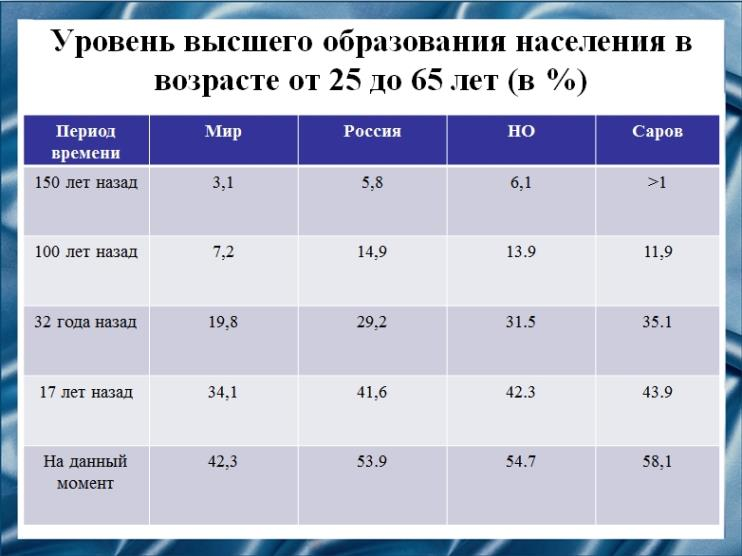 Уровень высшего образования населения в
возрасте от 25 до 65 лет (в %)
Период времени Мир Россия НО Саров
150 лет назад 3,1 5,8 6,1 >1
100 лет назад 7,2 14,9 13.9 11,9
32 года назад 19,8 29,2 31.5 35.1
17 лет назад 34,1 41,6 42.3 43.9
На данный момент 42,3 53.9 54.7 58,1